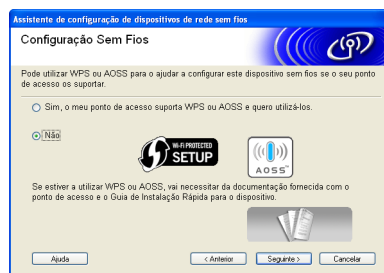 Assistente de configuração de dispositivos de rede sem fios
Configuração Sem Fios
Pode utilizar WPS ou AOSS para o ajudar a configurar este dispositivo sem fios se o seu ponto
de acesso os suportar.
Sim, o meu ponto de acesso suporta WPS ou AOSS e quero utilizá-los.
Não
WI-FI PROTECTED
SETUP
AOSS™
Se estiver a utilizar WPS ou AOSS, vai necessitar da documentação fornecida com o
ponto de acesso e o Guia de Instalação Rápida para o dispositivo.
Ajuda
< Anterior
Seguinte >
Cancelar